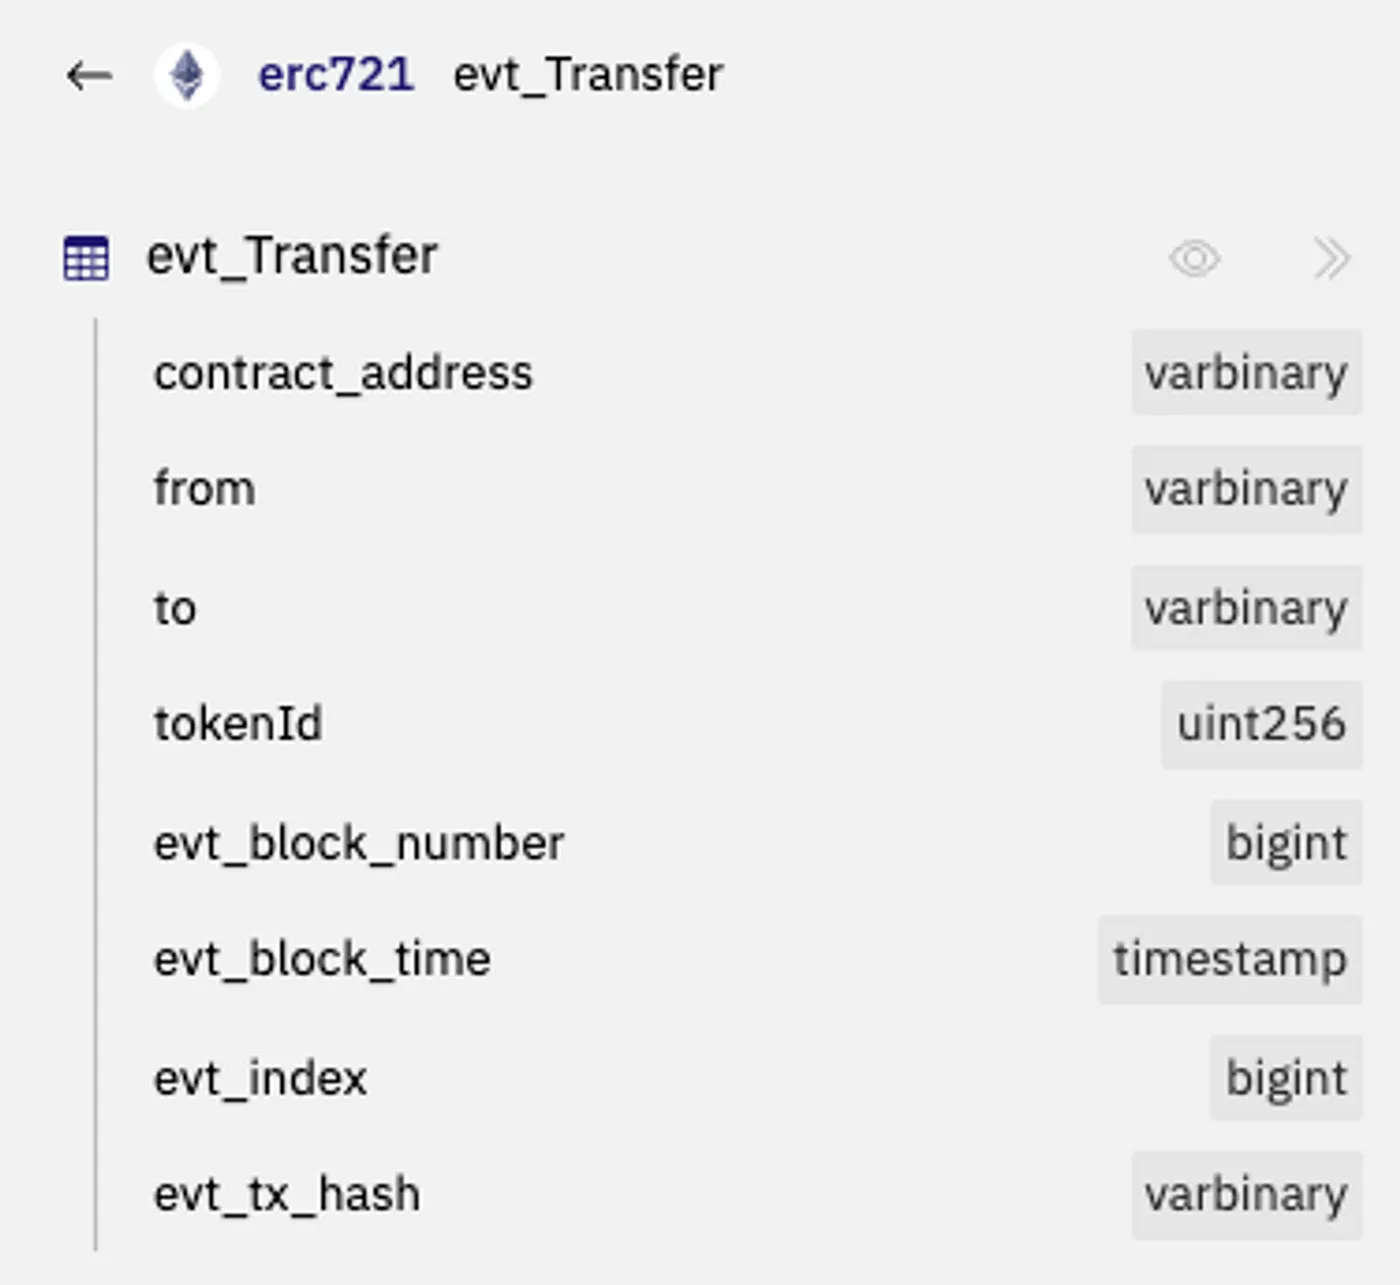 erc721 evt_Transfer
evt_Transfer
contract_address varbinary
from varbinary
to varbinary
tokenId uint256
evt_block_number bigint
evt_block_time timestamp
evt_index bigint
evt_tx_hash varbinary